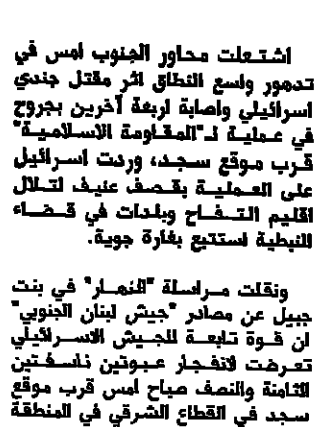 اشتعلت محاور الجنوب امس في
تدهور واسع النطاق اثر مقتل جندي
اسرائيلي واصابة اربعة آخرين بجروح
في عملية لـ"المقاومة الاسلامية"
قرب موقع سجد، وردت اسرائيل
على العملية بقصف عنيف لتلال
اقليم التفاح وبلدات في قضاء
النبطية استتبع بغارة جوية.
ونقلت مراسلة "النهار" في بنت
جبيل عن مصادر "جيش لبنان الجنوبي"
ان قوة تابعة للجيش الاسرائيلي
تعرضت لانفجار عبوتين ناسفتين
الثامنة والنصف صباح امس قرب موقع
سجد في القطاع الشرقي في المنطقة